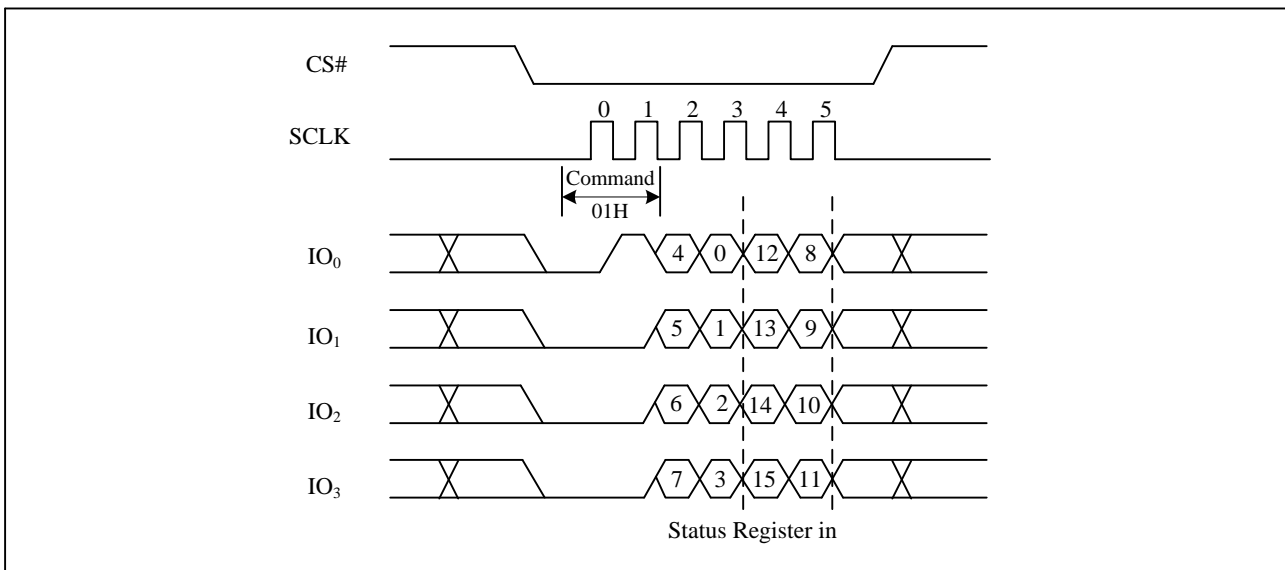 CS#
0 1 2 3 4 5
SCLK
Command
01H
IO0 4 0 12 8
IO1 5 1 13 9
IO2 6 2 14 10
IO3 7 3 15 11
Status Register in